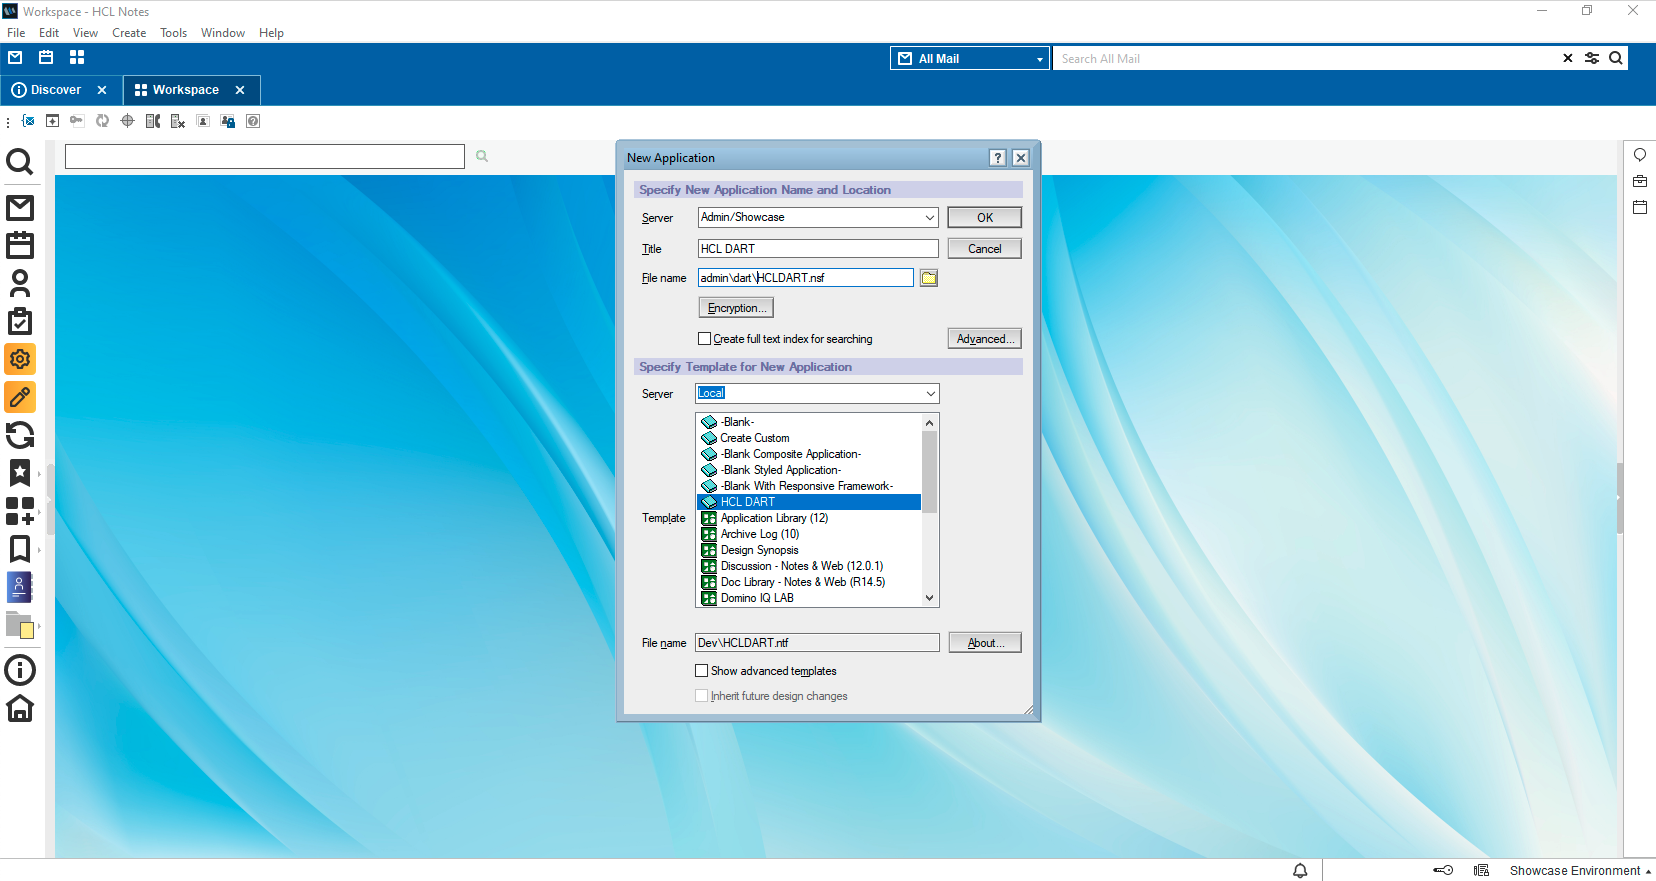 Workspace - HCL Notes
File Edit View Create Tools Window Help
All Mail
Search All Mail
Discover
Workspace
New Application
Specify New Application Name and Location
Server Admin/Showcase OK
Title HCL DART Cancel
File name admin\dart\HCLDART.nsf
Encryption...
Create full text index for searching Advanced...
Specify Template for New Application
Server Local
-Blank-
Create Custom
-Blank Composite Application-
-Blank Styled Application-
-Blank With Responsive Framework-
HCL DART
Template Application Library (12)
Archive Log (10)
Design Synopsis
Discussion - Notes & Web (12.0.1)
Doc Library - Notes & Web (R14.5)
Domino IQ LAB
File name Dev\HCLDART.ntf About...
Show advanced templates
Inherit future design changes
Showcase Environment